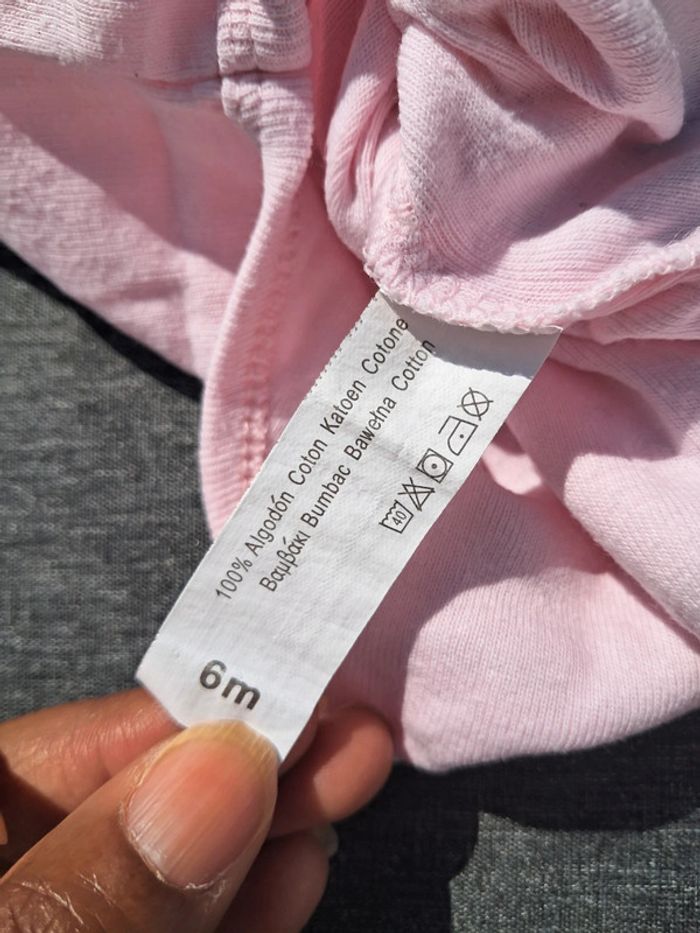 100% Algodón Coton Katoen Cotone
Βαμβάκι Bumbac Bawełna Cotton
40
6m